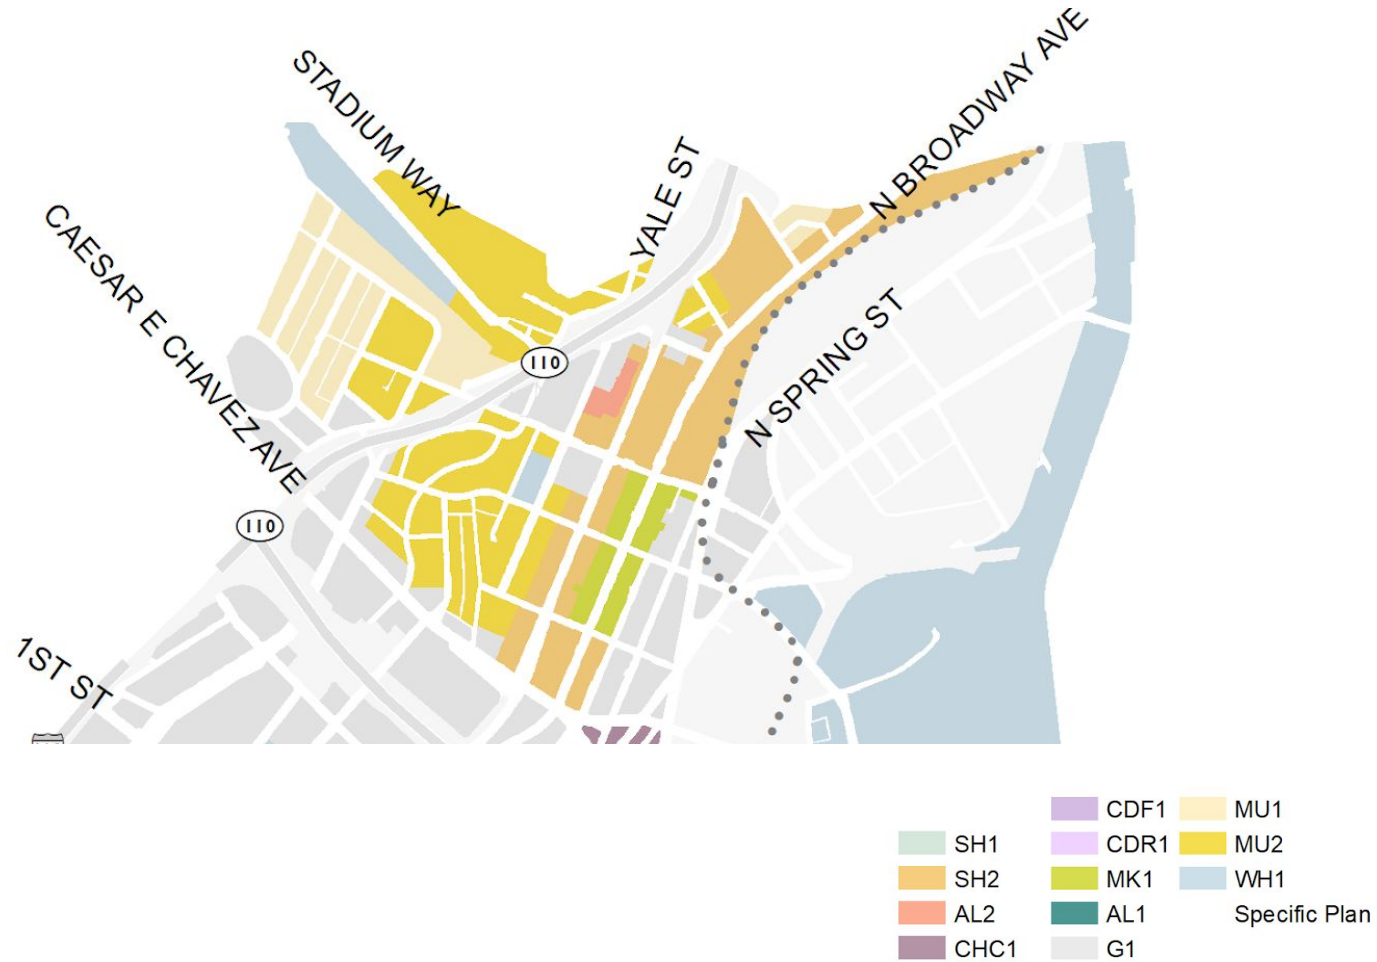 N BROADWAY AVE
STADIUM WAY
YALE ST
CAESAR E CHAVEZ AVE
N SPRING ST
110
110
1ST ST
CDF1 MU1
SH1 CDR1 MU2
SH2 MK1 WH1
AL2 AL1 Specific Plan
CHC1 G1